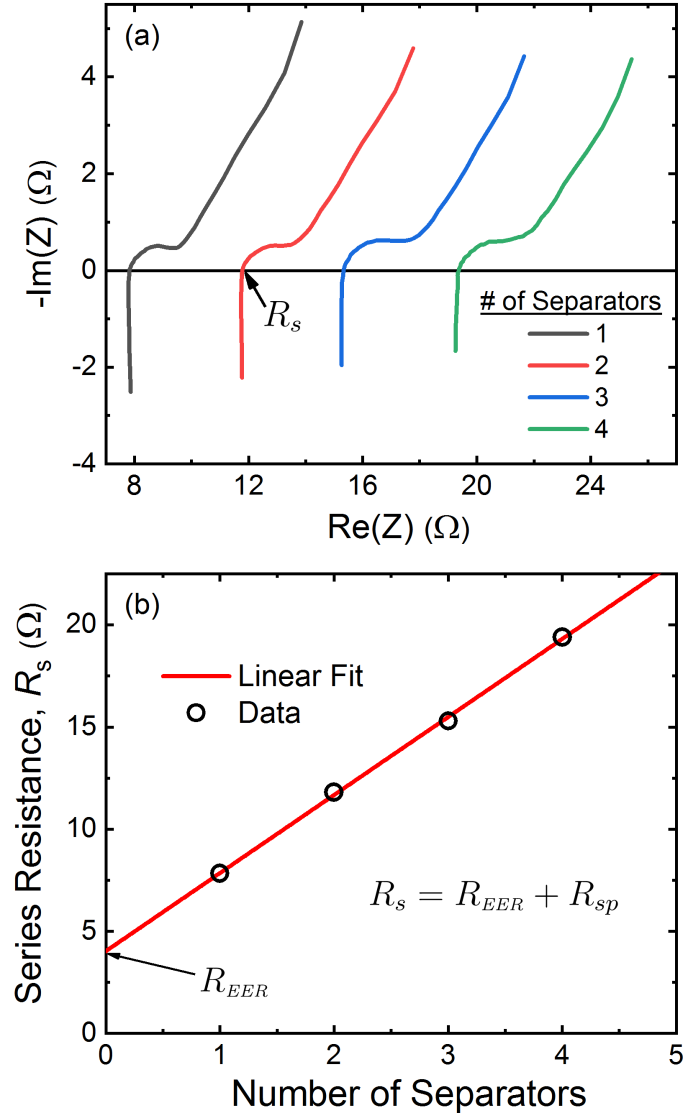 (a)
4
2
0
-2
-4
-Im(Z) (Ω)
R_s
# of Separators
1
2
3
4
8 12 16 20 24
Re(Z) (Ω)
(b)
20
15
10
5
0
Series Resistance, R_s (Ω)
Linear Fit
Data
R_s = R_EER + R_sp
R_EER
0 1 2 3 4 5
Number of Separators